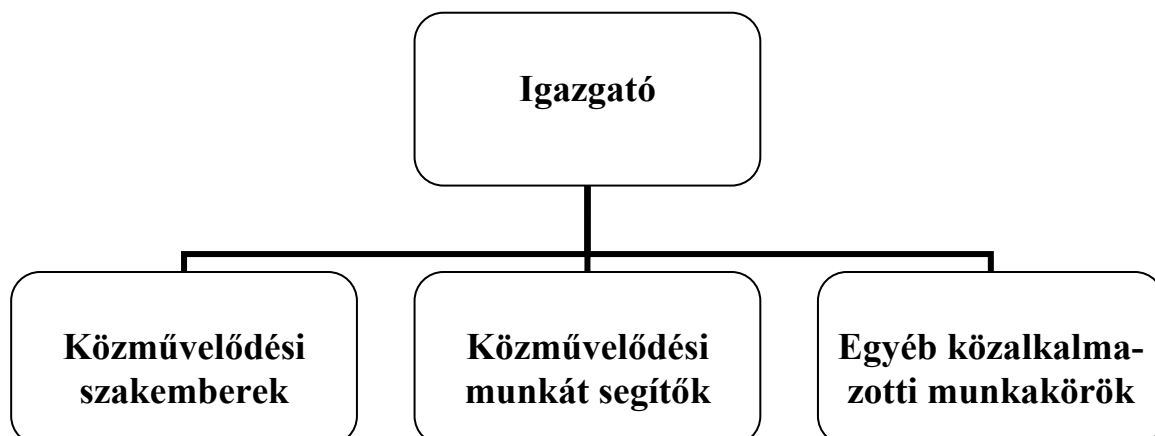 Igazgató
Közművelődési
szakemberek
Közművelődési
munkát segítők
Egyéb közalkalma-
zotti munkakörök